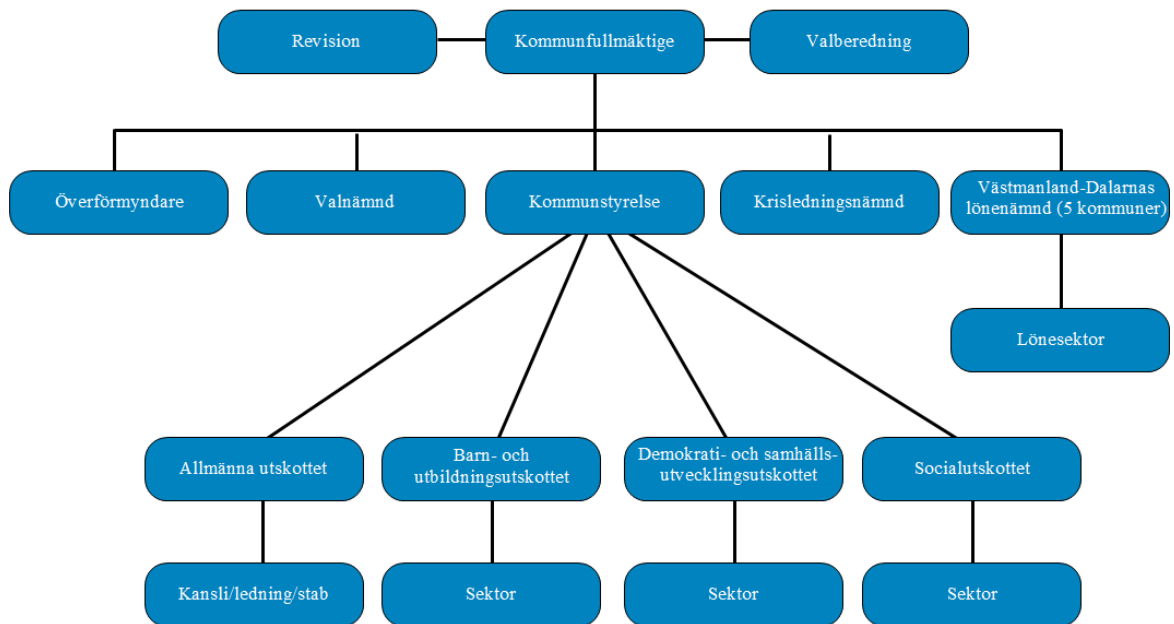 Revision
Kommunfullmäktige
Valberedning
Överförmyndare
Valnämnd
Kommunstyrelse
Krisledningsnämnd
Västmanland-Dalarnas
lönenämnd (5 kommuner)
Lönesektor
Allmänna utskottet
Barn- och
utbildningsutskottet
Demokrati- och samhälls-
utvecklingsutskottet
Socialutskottet
Kansli/ledning/stab
Sektor
Sektor
Sektor